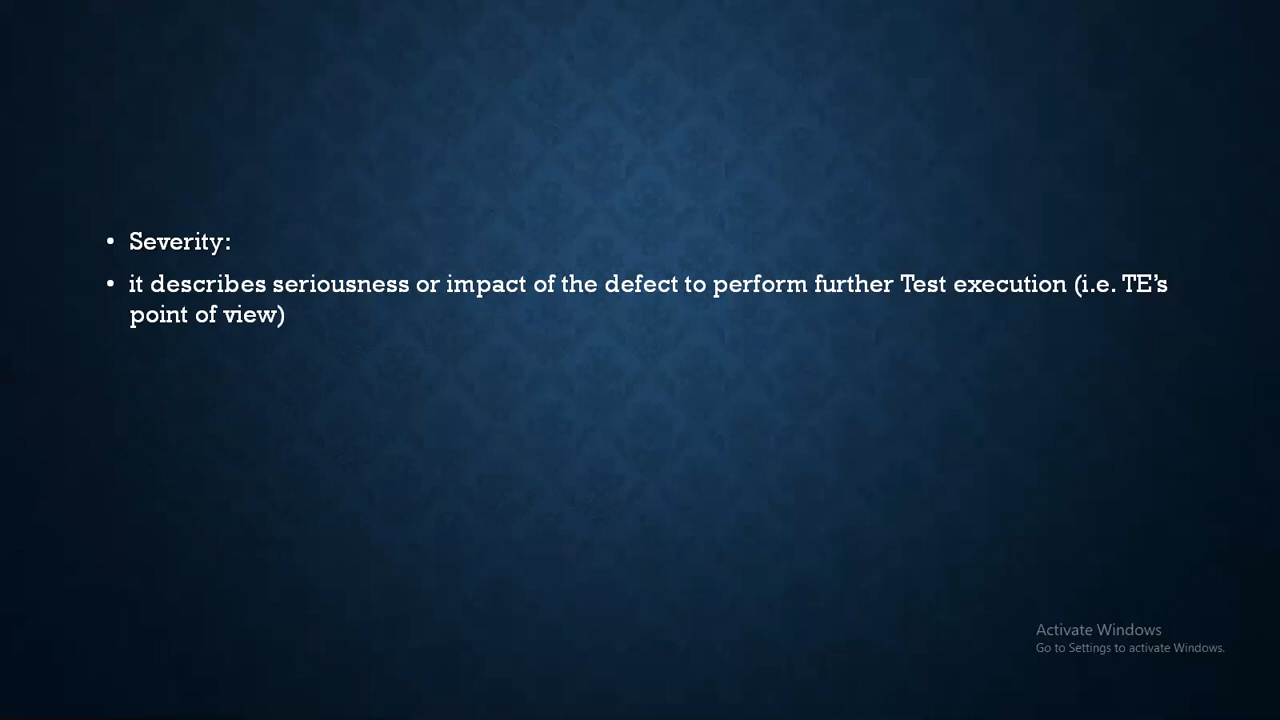 • Severity:
• it describes seriousness or impact of the defect to perform further Test execution (i.e. TE's
point of view)
Activate Windows
Go to Settings to activate Windows.